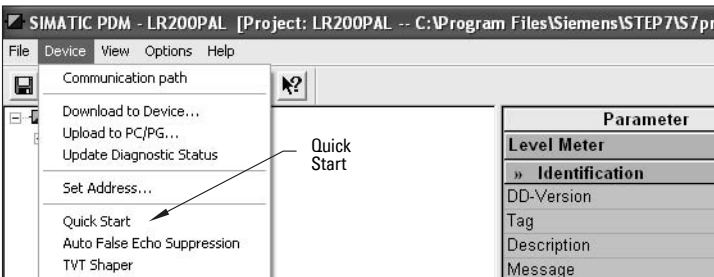 SIMATIC PDM - LR200PAL [Project: LR200PAL -- C:\Program Files\Siemens\STEP7\S7pr
File Device View Options Help
Communication path
Download to Device...
Upload to PC/PG...
Update Diagnostic Status
Set Address...
Quick Start
Auto False Echo Suppression
TVT Shaper
Quick
Start
Parameter
Level Meter
» Identification
DD-Version
Tag
Description
Message